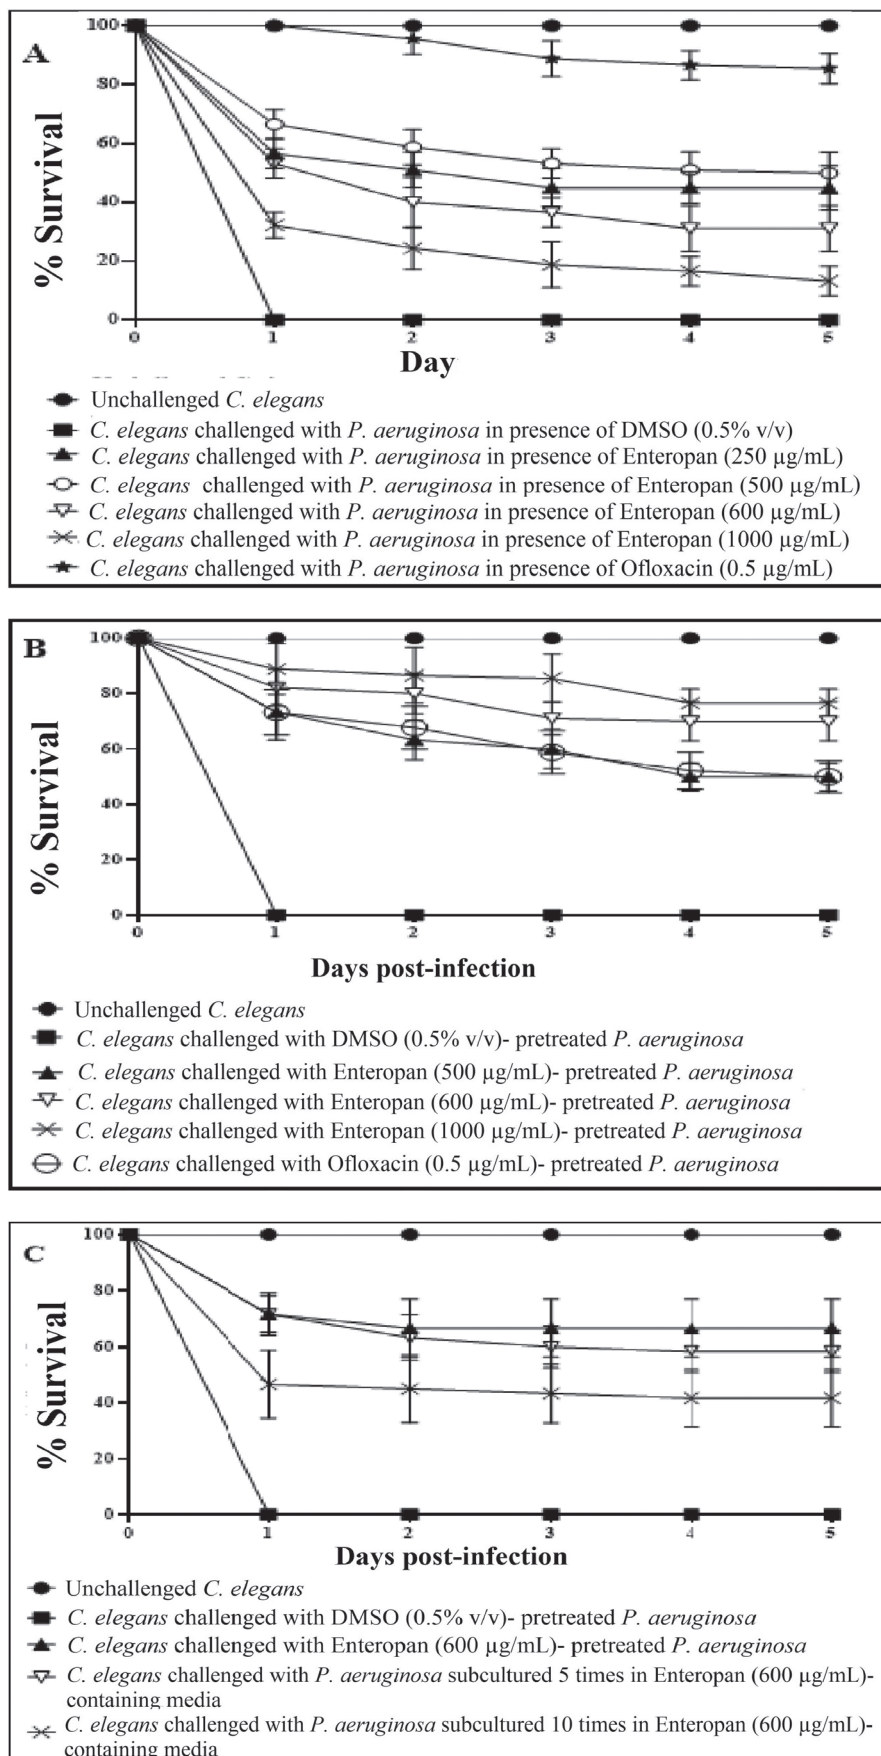 A
100
80
60
40
20
0
% Survival
0 1 2 3 4 5
Day
Unchallenged C. elegans
C. elegans challenged with P. aeruginosa in presence of DMSO (0.5% v/v)
C. elegans challenged with P. aeruginosa in presence of Enteropan (250 µg/mL)
C. elegans challenged with P. aeruginosa in presence of Enteropan (500 µg/mL)
C. elegans challenged with P. aeruginosa in presence of Enteropan (600 µg/mL)
C. elegans challenged with P. aeruginosa in presence of Enteropan (1000 µg/mL)
C. elegans challenged with P. aeruginosa in presence of Ofloxacin (0.5 µg/mL)
B
100
80
60
40
20
0
% Survival
0 1 2 3 4 5
Days post-infection
Unchallenged C. elegans
C. elegans challenged with DMSO (0.5% v/v)- pretreated P. aeruginosa
C. elegans challenged with Enteropan (500 µg/mL)- pretreated P. aeruginosa
C. elegans challenged with Enteropan (600 µg/mL)- pretreated P. aeruginosa
C. elegans challenged with Enteropan (1000 µg/mL)- pretreated P. aeruginosa
C. elegans challenged with Ofloxacin (0.5 µg/mL)- pretreated P. aeruginosa
C
100
80
60
40
20
0
% Survival
0 1 2 3 4 5
Days post-infection
Unchallenged C. elegans
C. elegans challenged with DMSO (0.5% v/v)- pretreated P. aeruginosa
C. elegans challenged with Enteropan (600 µg/mL)- pretreated P. aeruginosa
C. elegans challenged with P. aeruginosa subcultured 5 times in Enteropan (600 µg/mL)-
containing media
C. elegans challenged with P. aeruginosa subcultured 10 times in Enteropan (600 µg/mL)-
containing media